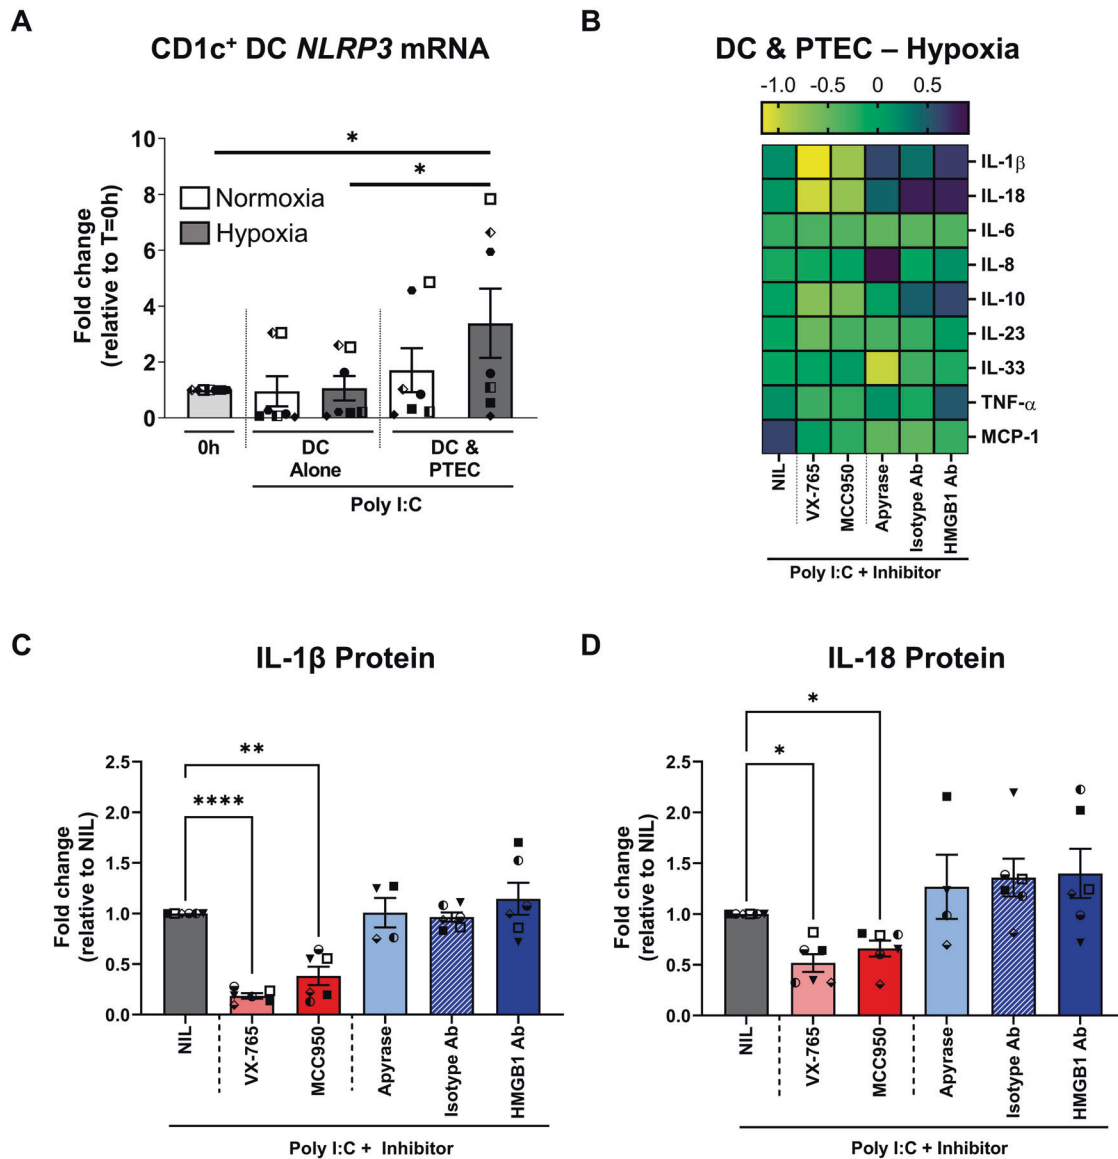 A
CD1c⁺ DC NLRP3 mRNA
Fold change
(relative to T=0h)
10
8
6
4
2
0
*
*
Normoxia
Hypoxia
0h
DC
Alone
DC &
PTEC
Poly I:C
B
DC & PTEC – Hypoxia
-1.0
-0.5
0
0.5
IL-1β
IL-18
IL-6
IL-8
IL-10
IL-23
IL-33
TNF-α
MCP-1
NIL
VX-765
MCC950
Apyrase
Isotype Ab
HMGB1 Ab
Poly I:C + Inhibitor
C
IL-1β Protein
Fold change
(relative to NIL)
2.5
2.0
1.5
1.0
0.5
0.0
**
****
NIL
VX-765
MCC950
Apyrase
Isotype Ab
HMGB1 Ab
Poly I:C + Inhibitor
D
IL-18 Protein
Fold change
(relative to NIL)
2.5
2.0
1.5
1.0
0.5
0.0
*
*
NIL
VX-765
MCC950
Apyrase
Isotype Ab
HMGB1 Ab
Poly I:C + Inhibitor